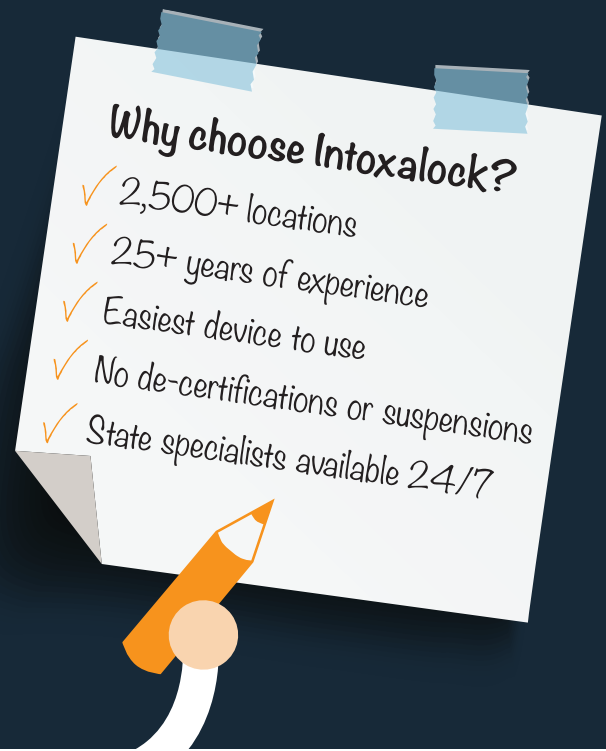 Why choose Intoxalock?
2,500+ locations
25+ years of experience
Easiest device to use
No de-certifications or suspensions
State specialists available 24/7